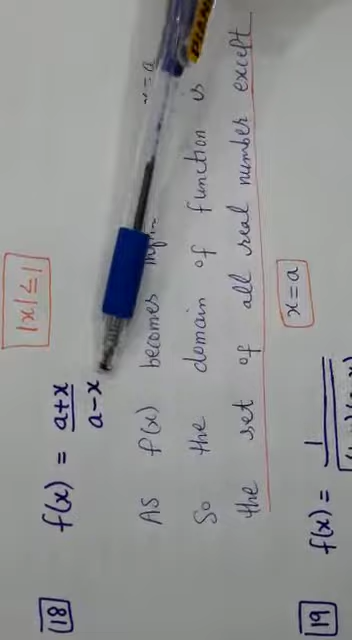 |x| ≤ 1
18 f(x) = a+x
a-x
As f(x) becomes x = a
So the domain of function is
the set of all real number except
x = a
19 f(x) = 1